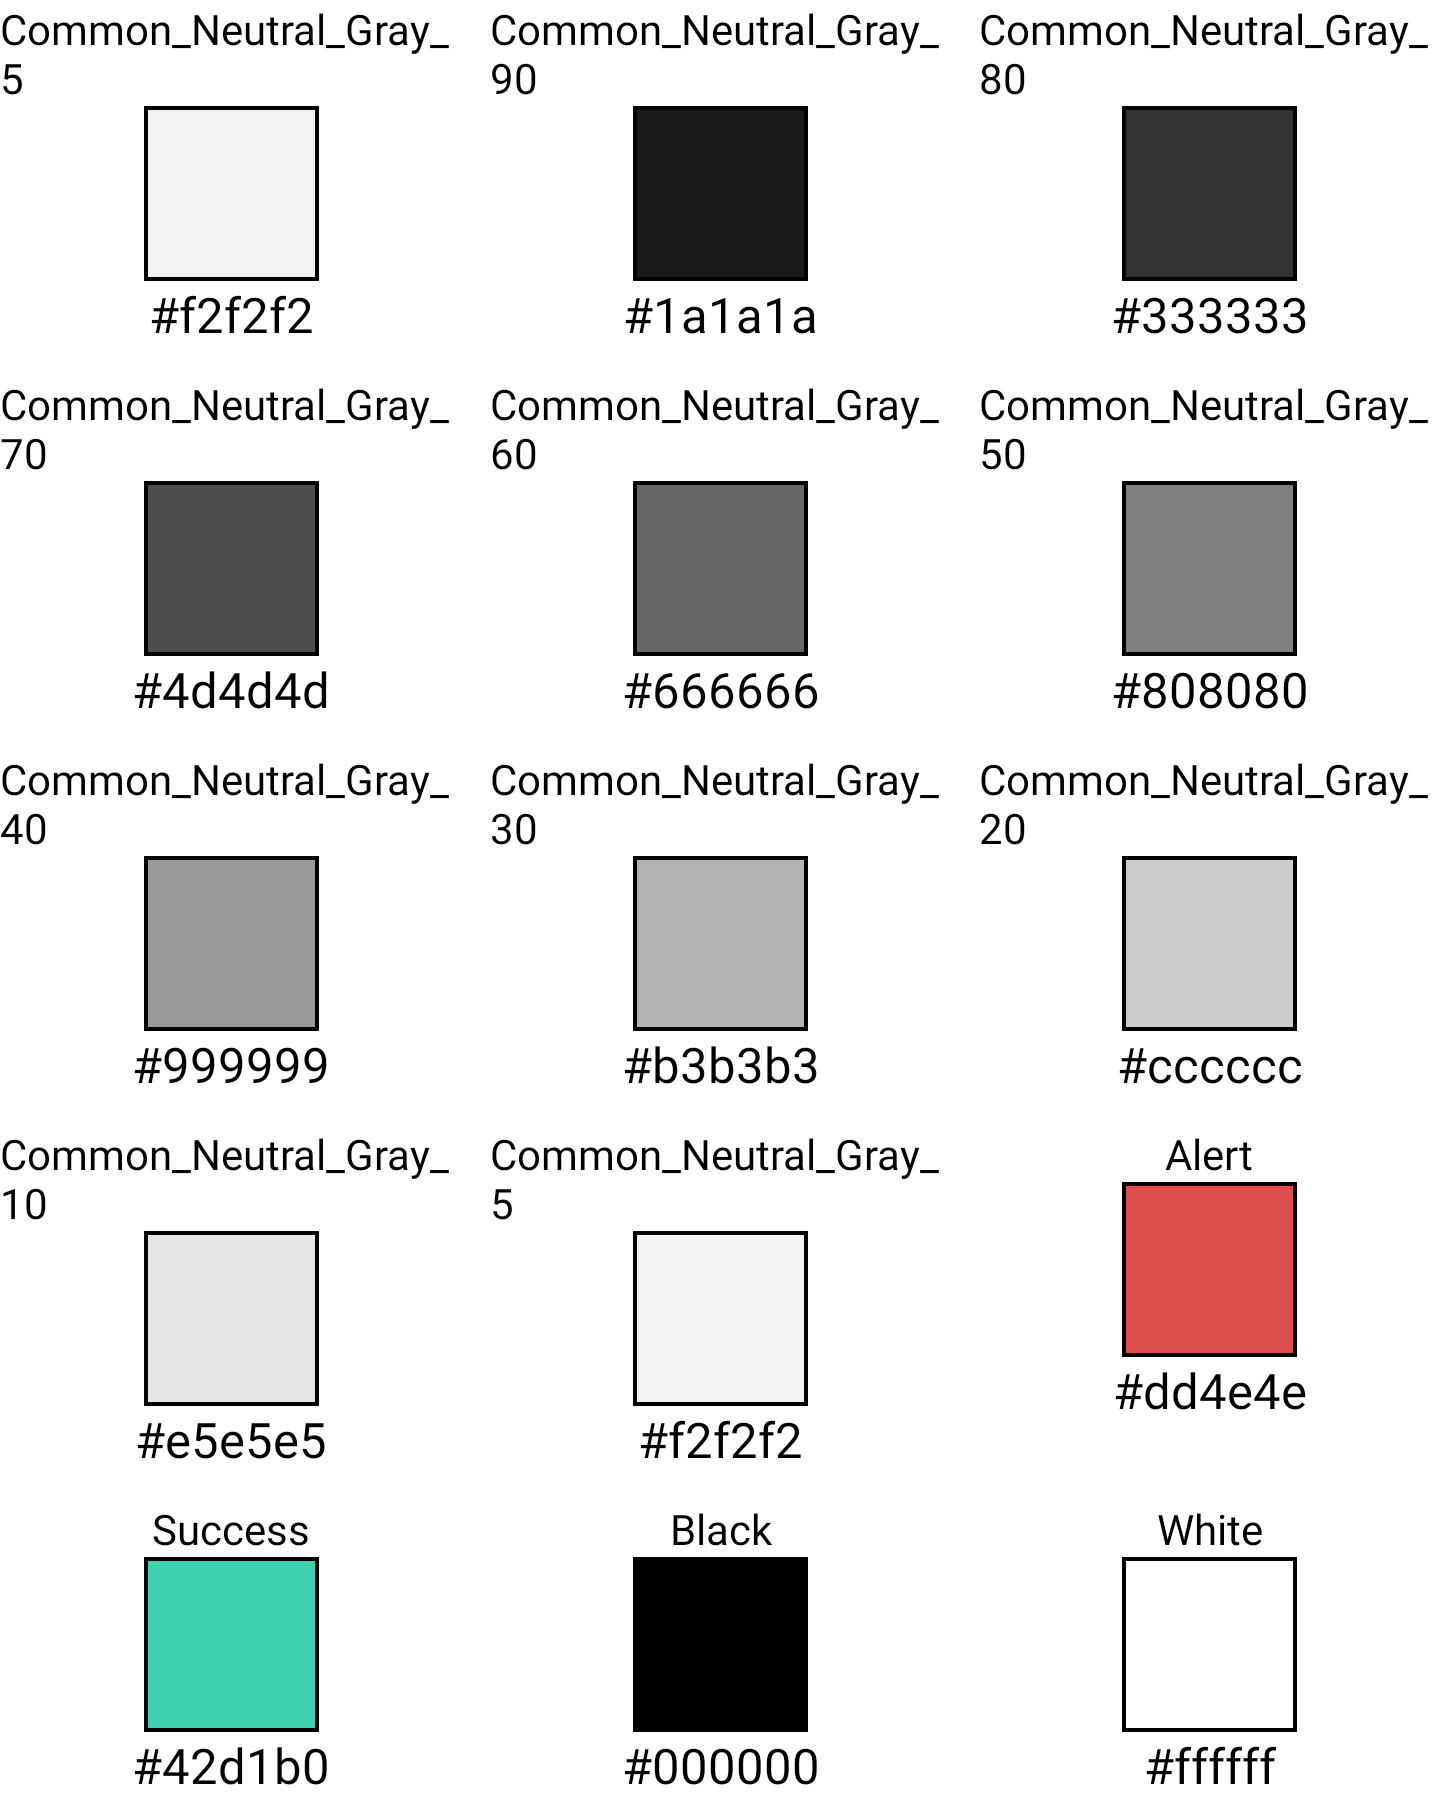 Common_Neutral_Gray_
5
#f2f2f2
Common_Neutral_Gray_
90
#1a1a1a
Common_Neutral_Gray_
80
#333333
Common_Neutral_Gray_
70
#4d4d4d
Common_Neutral_Gray_
60
#666666
Common_Neutral_Gray_
50
#808080
Common_Neutral_Gray_
40
#999999
Common_Neutral_Gray_
30
#b3b3b3
Common_Neutral_Gray_
20
#cccccc
Common_Neutral_Gray_
10
#e5e5e5
Common_Neutral_Gray_
5
#f2f2f2
Alert
#dd4e4e
Success
#42d1b0
Black
#000000
White
#ffffff